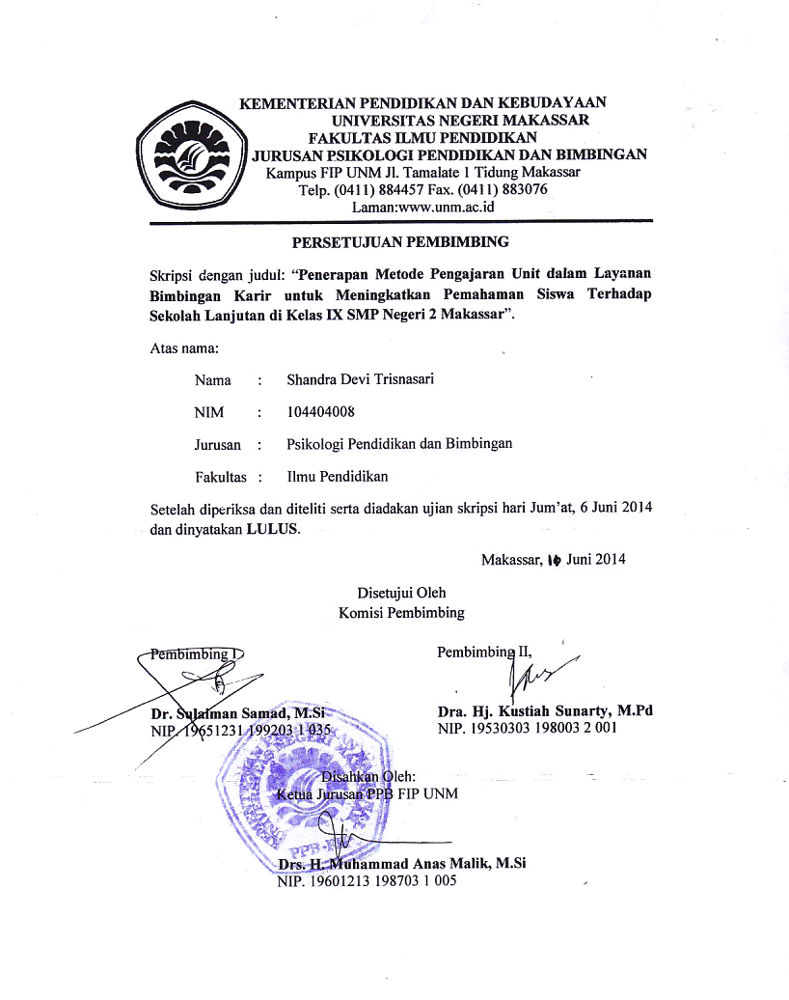 KEMENTERIAN PENDIDIKAN DAN KEBUDAYAAN
UNIVERSITAS NEGERI MAKASSAR
FAKULTAS ILMU PENDIDIKAN
JURUSAN PSIKOLOGI PENDIDIKAN DAN BIMBINGAN
Kampus FIP UNM Jl. Tamalate 1 Tidung Makassar
Telp. (0411) 884457 Fax. (0411) 883076
Laman:www.unm.ac.id
PERSETUJUAN PEMBIMBING
Skripsi dengan judul: “Penerapan Metode Pengajaran Unit dalam Layanan
Bimbingan Karir untuk Meningkatkan Pemahaman Siswa Terhadap
Sekolah Lanjutan di Kelas IX SMP Negeri 2 Makassar”.
Atas nama:
Nama : Shandra Devi Trisnasari
NIM : 104404008
Jurusan : Psikologi Pendidikan dan Bimbingan
Fakultas : Ilmu Pendidikan
Setelah diperiksa dan diteliti serta diadakan ujian skripsi hari Jum’at, 6 Juni 2014
dan dinyatakan LULUS.
Makassar, Juni 2014
Disetujui Oleh
Komisi Pembimbing
Pembimbing I, Pembimbing II,
Dr. Sulaiman Samad, M.Si Dra. Hj. Kustiah Sunarty, M.Pd
NIP. 19651231 199203 1 035 NIP. 19530303 198003 2 001
Disahkan Oleh:
Ketua Jurusan PPB FIP UNM
UNIVERSITAS NEGERI
PPB-FIP
Drs. H. Muhammad Anas Malik, M.Si
NIP. 19601213 198703 1 005